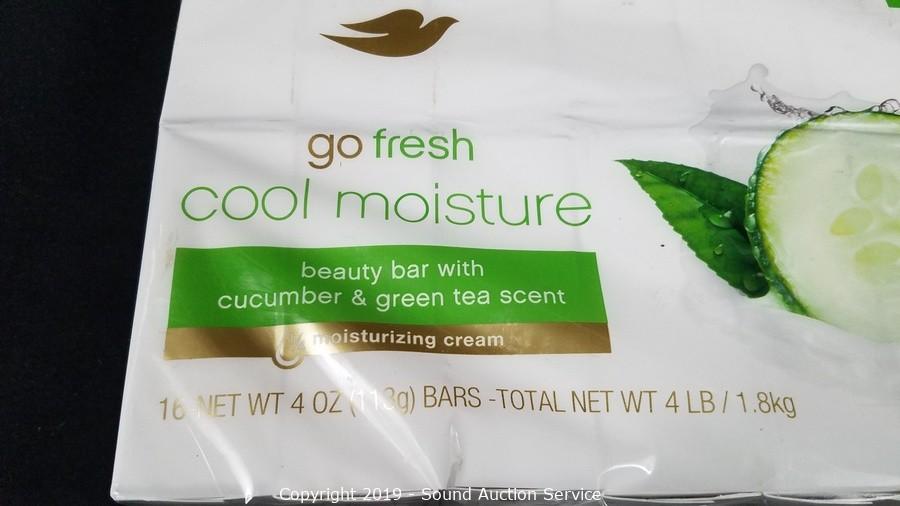 go fresh
cool moisture
beauty bar with
cucumber & green tea scent
moisturizing cream
16-NET WT 4 OZ (113g) BARS -TOTAL NET WT 4 LB / 1.8kg
Copyright 2019 - Sound Auction Service